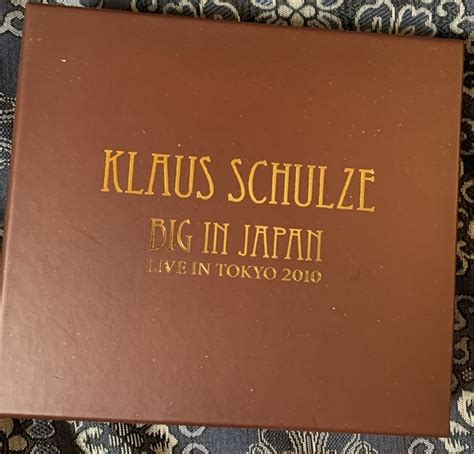 KLAUS SCHULZE
BIG IN JAPAN
LIVE IN TOKYO 2010